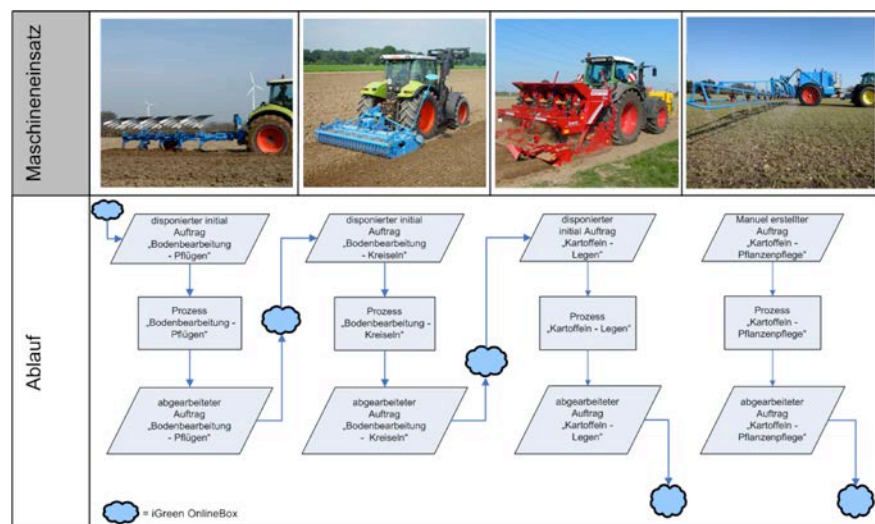 Maschineneinsatz
Ablauf
disponierter initial
Auftrag
„Bodenbearbeitung
- Pflügen"
Prozess
„Bodenbearbeitung -
Pflügen"
abgearbeiteter
Auftrag
„Bodenbearbeitung
- Pflügen"
disponierter initial
Auftrag
„Bodenbearbeitung
- Kreiseln"
Prozess
„Bodenbearbeitung -
Kreiseln"
abgearbeiteter
Auftrag
„Bodenbearbeitung
- Kreiseln"
disponierter
initial Auftrag
„Kartoffeln -
Legen"
Prozess
„Kartoffeln - Legen"
abgearbeiteter
Auftrag
„Kartoffeln -
Legen"
Manuel erstellter
Auftrag
„Kartoffeln -
Pflanzenpflege"
Prozess
„Kartoffeln -
Pflanzenpflege"
abgearbeiteter
Auftrag
„Kartoffeln -
Pflanzenpflege"
= iGreen OnlineBox